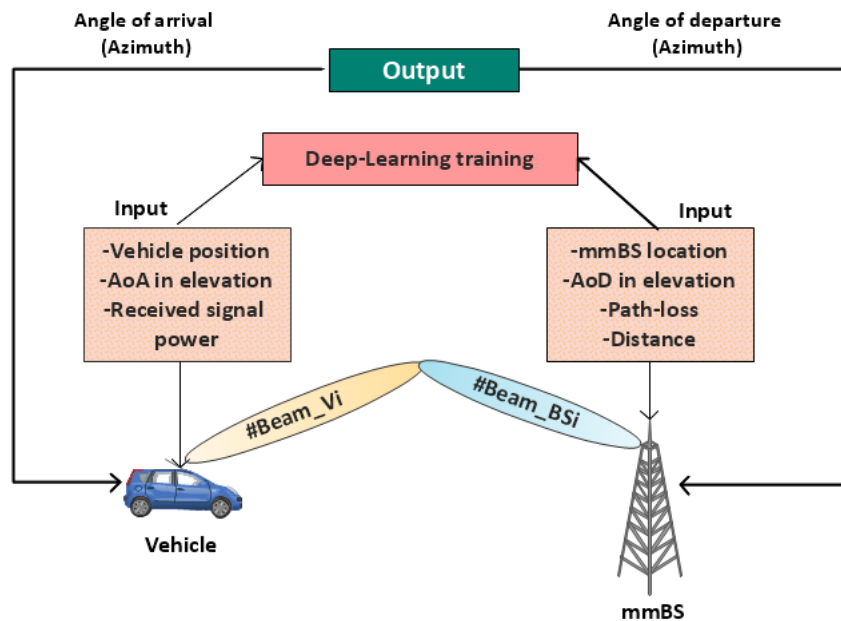 Angle of arrival
(Azimuth)
Angle of departure
(Azimuth)
Output
Deep-Learning training
Input
Input
-Vehicle position
-AoA in elevation
-Received signal
power
-mmBS location
-AoD in elevation
-Path-loss
-Distance
#Beam_Vi
#Beam_BSi
Vehicle
mmBS